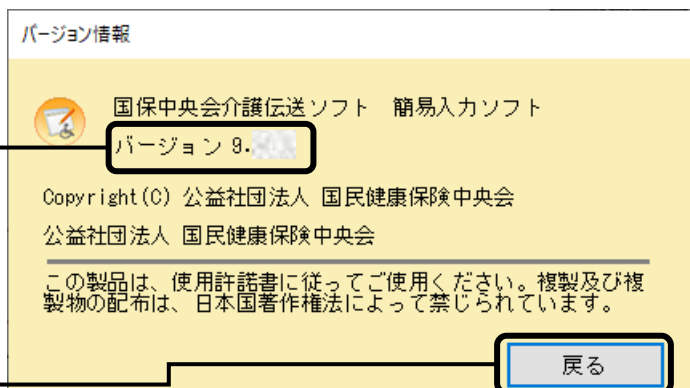 バージョン情報
国保中央会介護伝送ソフト 簡易入力ソフト
バージョン 9.
Copyright(C) 公益社団法人 国民健康保険中央会
公益社団法人 国民健康保険中央会
この製品は、使用許諾書に従ってご使用ください。複製及び複
製物の配布は、日本国著作権法によって禁じられています。
戻る